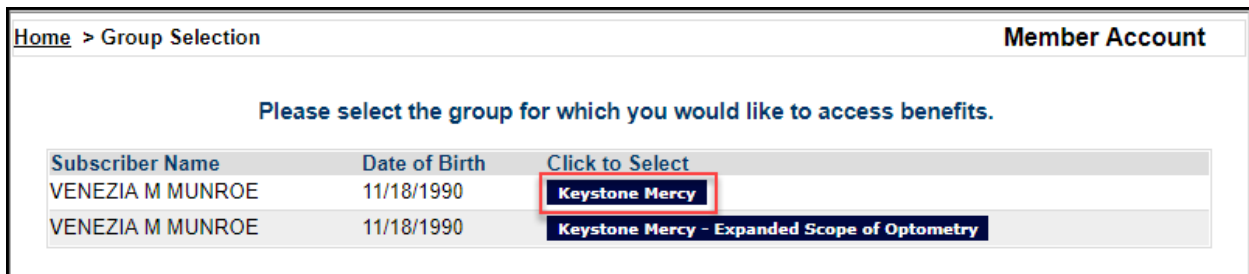 Home > Group Selection Member Account
Please select the group for which you would like to access benefits.
Subscriber Name Date of Birth Click to Select
VENEZIA M MUNROE 11/18/1990 Keystone Mercy
VENEZIA M MUNROE 11/18/1990 Keystone Mercy - Expanded Scope of Optometry